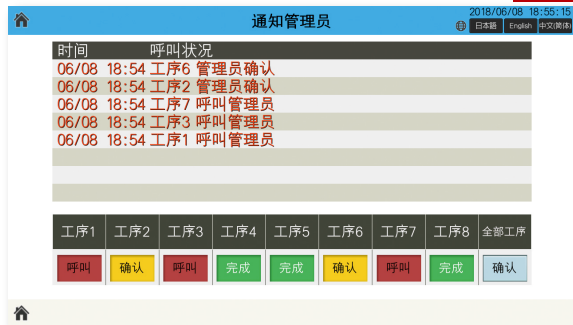 2018/06/08 18:55:15
通知管理员
日本語 English 中文(简体)
时间 呼叫状况
06/08 18:54 工序6 管理员确认
06/08 18:54 工序2 管理员确认
06/08 18:54 工序7 呼叫管理员
06/08 18:54 工序3 呼叫管理员
06/08 18:54 工序1 呼叫管理员
工序1 工序2 工序3 工序4 工序5 工序6 工序7 工序8 全部工序
呼叫 确认 呼叫 完成 完成 确认 呼叫 完成 确认